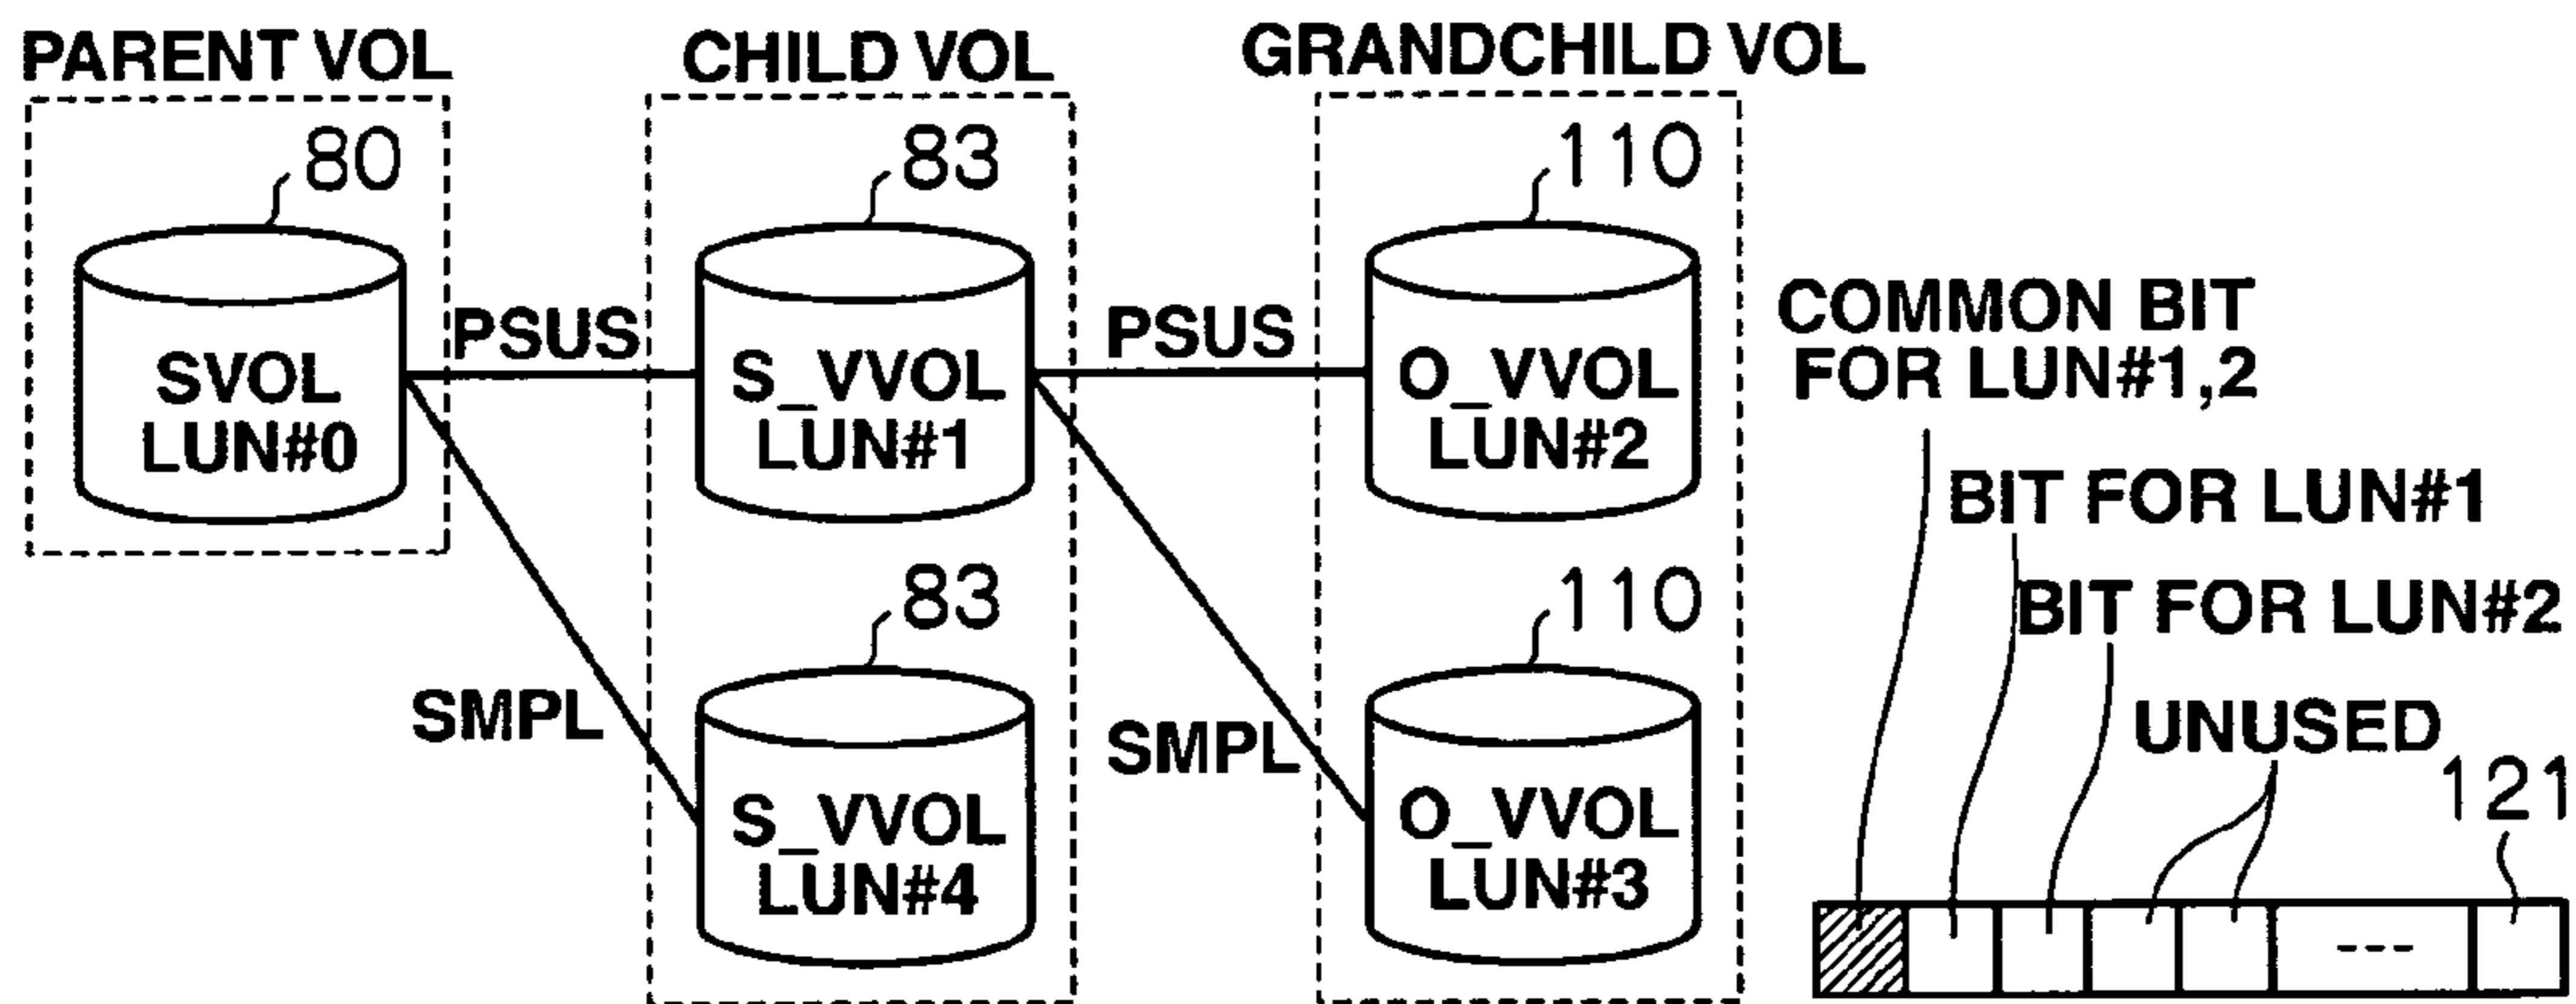 PARENT VOL
CHILD VOL
GRANDCHILD VOL
80
83
110
SVOL
LUN#0
PSUS
S_VVOL
LUN#1
PSUS
O_VVOL
LUN#2
COMMON BIT
FOR LUN#1,2
BIT FOR LUN#1
BIT FOR LUN#2
83
110
SMPL
S_VVOL
LUN#4
SMPL
O_VVOL
LUN#3
UNUSED
121
---